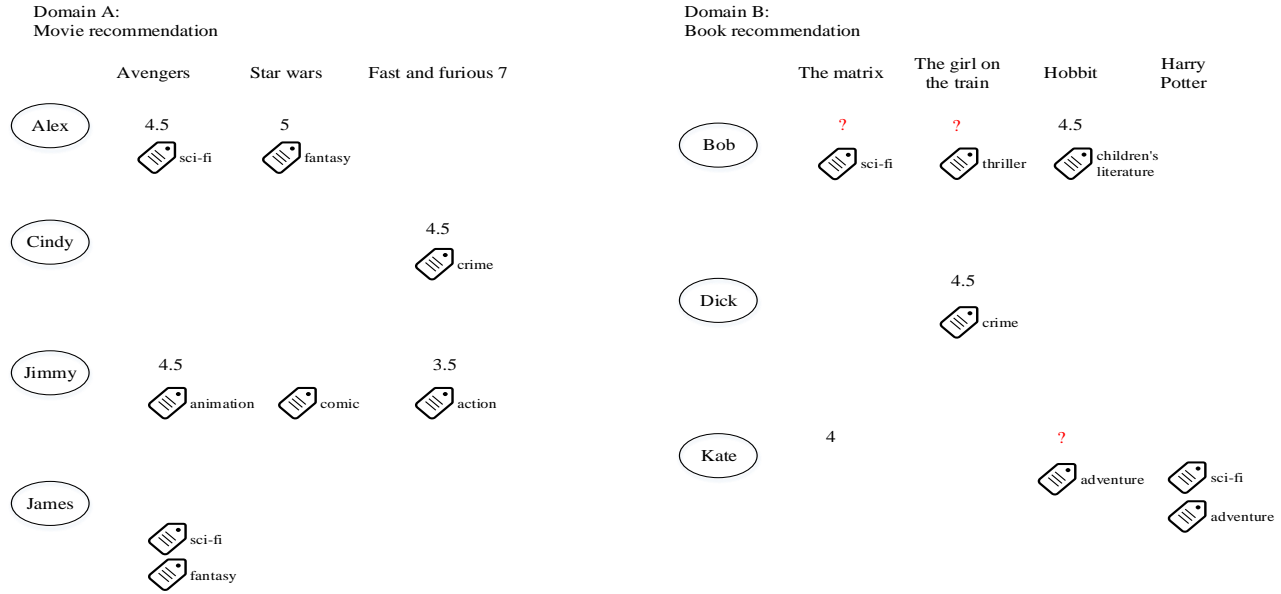 Domain A:
Movie recommendation
Avengers
Star wars
Fast and furious 7
Alex
4.5
sci-fi
5
fantasy
Cindy
4.5
crime
Jimmy
4.5
animation
comic
3.5
action
James
sci-fi
fantasy
Domain B:
Book recommendation
The matrix
The girl on
the train
Hobbit
Harry
Potter
Bob
?
sci-fi
?
thriller
4.5
children's
literature
Dick
4.5
crime
Kate
4
?
adventure
sci-fi
adventure